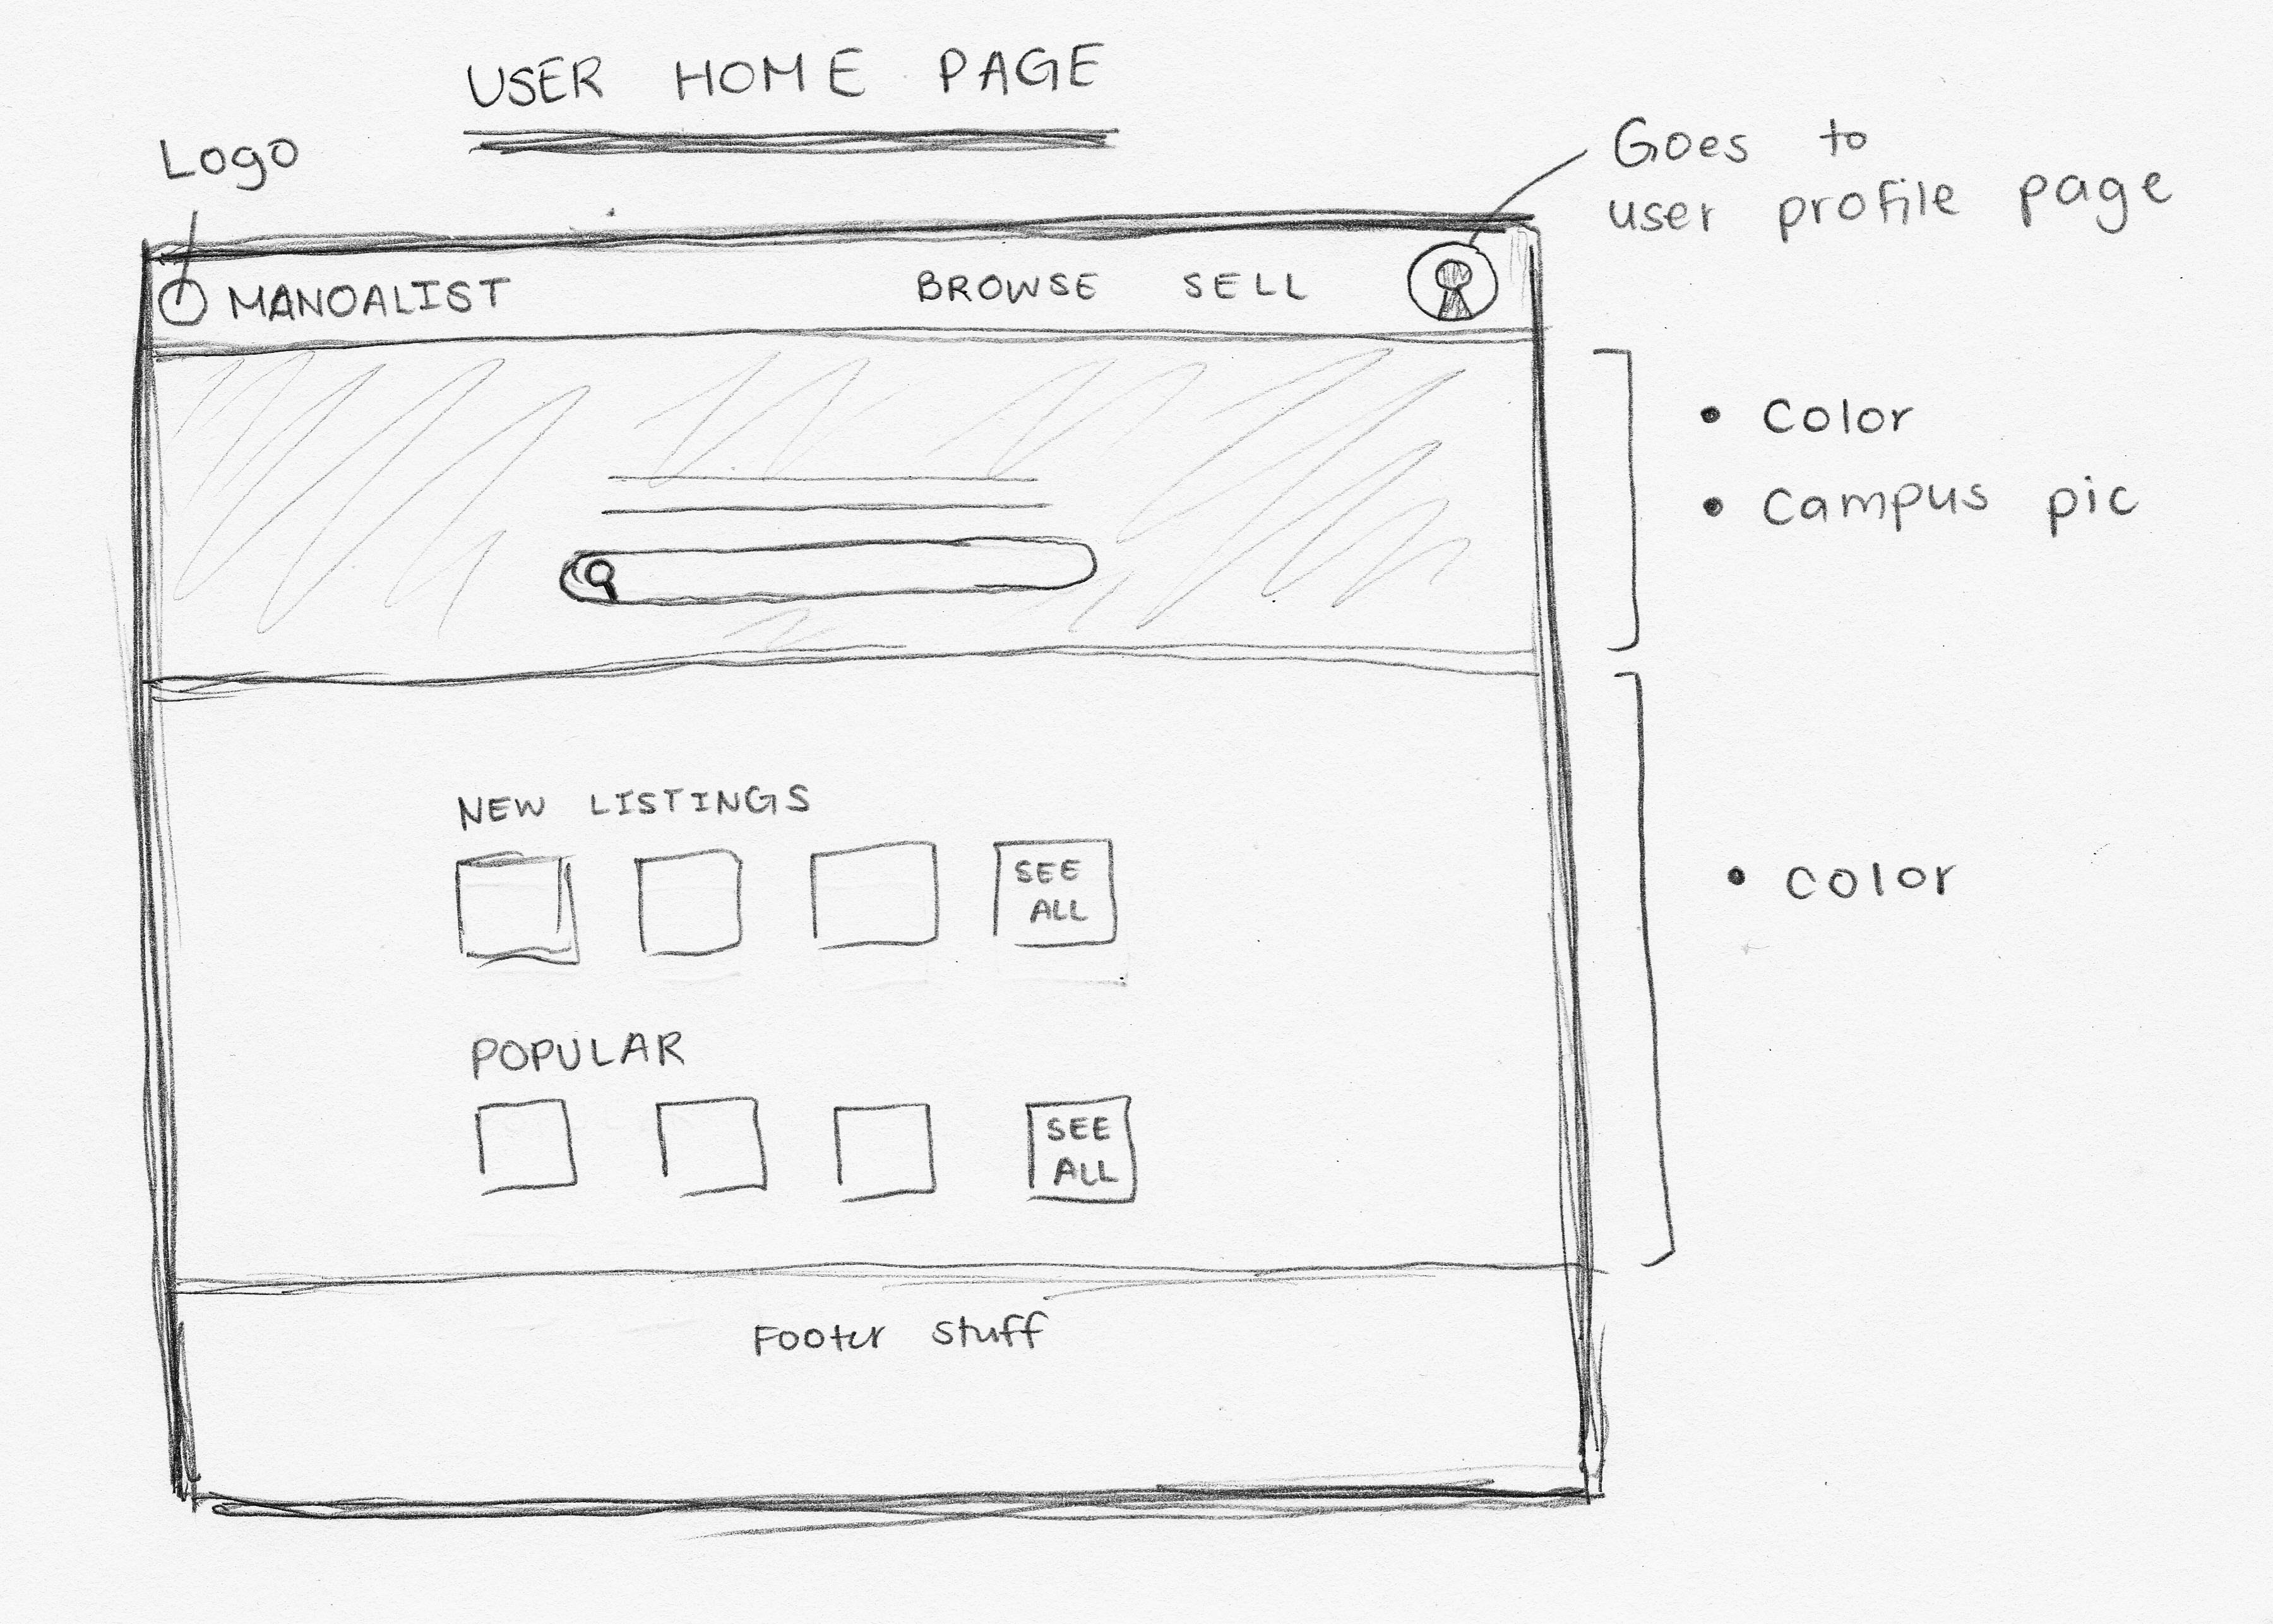 USER HOME PAGE
Logo
Goes to
user profile page
MANOALIST
BROWSE SELL
• Color
• Campus pic
NEW LISTINGS
SEE
ALL
• Color
POPULAR
SEE
ALL
Footer stuff